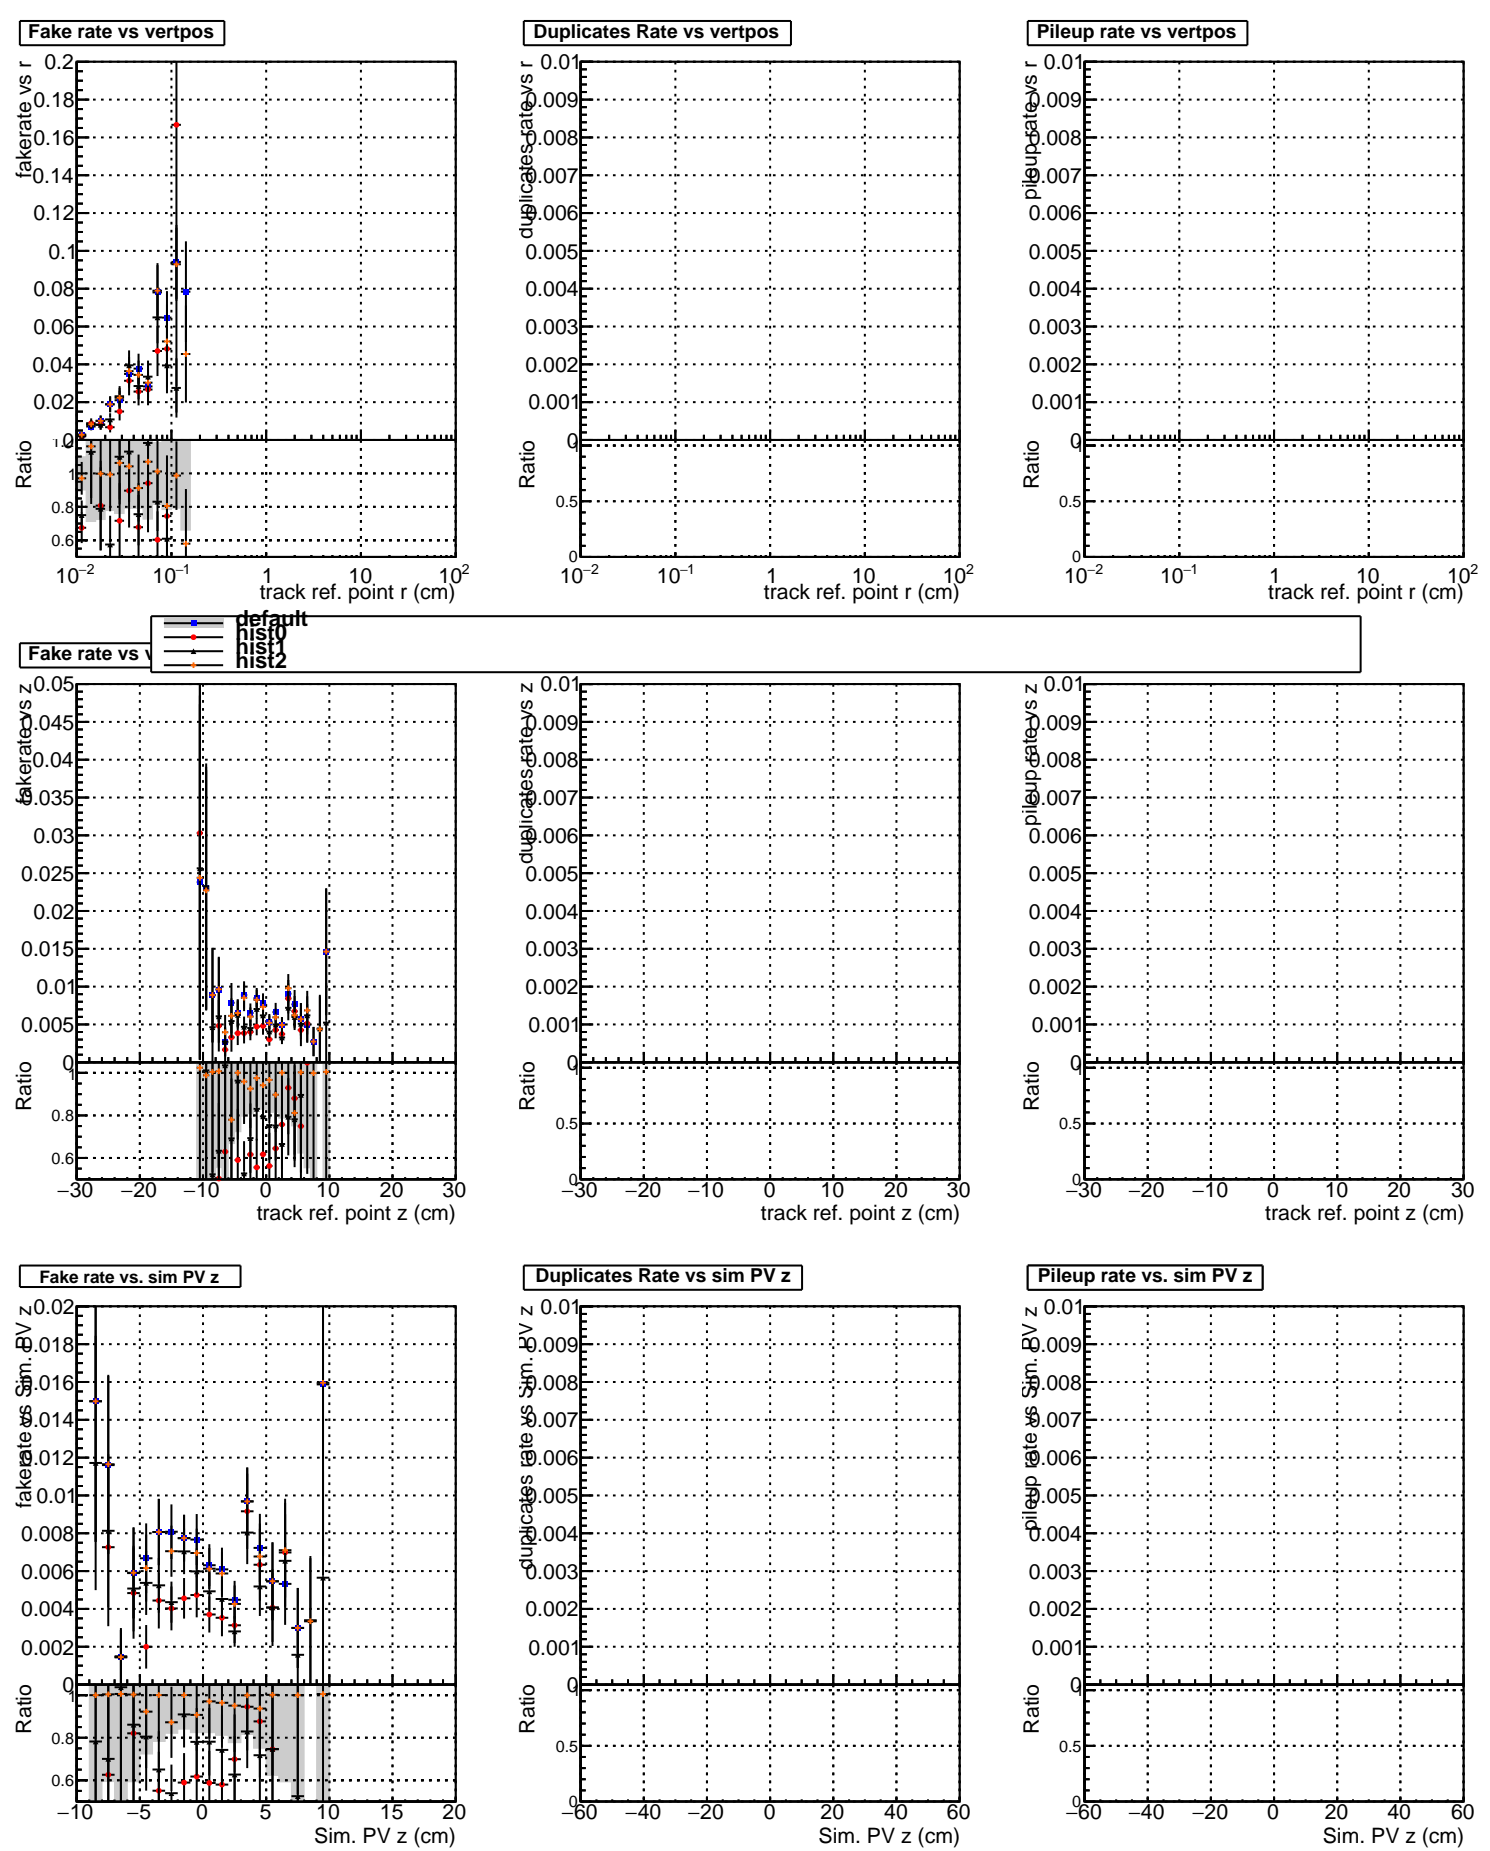 Fake rate vs vertpos
Duplicates Rate vs vertpos
Pileup rate vs vertpos
fakerate vs r
0.2
0.18
0.16
0.14
0.12
0.1
0.08
0.06
0.04
0.02
duplicates rate vs r
0.01
0.009
0.008
0.007
0.006
0.005
0.004
0.003
0.002
0.001
0
pileup rate vs r
0.01
0.009
0.008
0.007
0.006
0.005
0.004
0.003
0.002
0.001
0
Ratio
1
0.8
0.6
Ratio
0.5
0
Ratio
0.5
0
10−2 10−1 1 10 102
track ref. point r (cm)
10−2 10−1 1 10 102
track ref. point r (cm)
10−2 10−1 1 10 102
track ref. point r (cm)
default
hist0
hist1
hist2
Fake rate vs v
fakerate vs z
0.05
0.045
0.04
0.035
0.03
0.025
0.02
0.015
0.01
0.005
0
duplicates rate vs z
0.01
0.009
0.008
0.007
0.006
0.005
0.004
0.003
0.002
0.001
0
pileup rate vs z
0.01
0.009
0.008
0.007
0.006
0.005
0.004
0.003
0.002
0.001
0
Ratio
1
0.8
0.6
Ratio
0.5
0
Ratio
0.5
0
−30 −20 −10 0 10 20 30
track ref. point z (cm)
−30 −20 −10 0 10 20 30
track ref. point z (cm)
−30 −20 −10 0 10 20 30
track ref. point z (cm)
Fake rate vs. sim PV z
Duplicates Rate vs sim PV z
Pileup rate vs. sim PV z
fakerate vs Sim. PV z
0.02
0.018
0.016
0.014
0.012
0.01
0.008
0.006
0.004
0.002
0
duplicates rate vs Sim. PV z
0.01
0.009
0.008
0.007
0.006
0.005
0.004
0.003
0.002
0.001
0
pileup rate vs Sim. PV z
0.01
0.009
0.008
0.007
0.006
0.005
0.004
0.003
0.002
0.001
0
Ratio
1
0.8
0.6
Ratio
0.5
0
Ratio
0.5
0
−10 −5 0 5 10 15 20
Sim. PV z (cm)
−60 −40 −20 0 20 40 60
Sim. PV z (cm)
−60 −40 −20 0 20 40 60
Sim. PV z (cm)